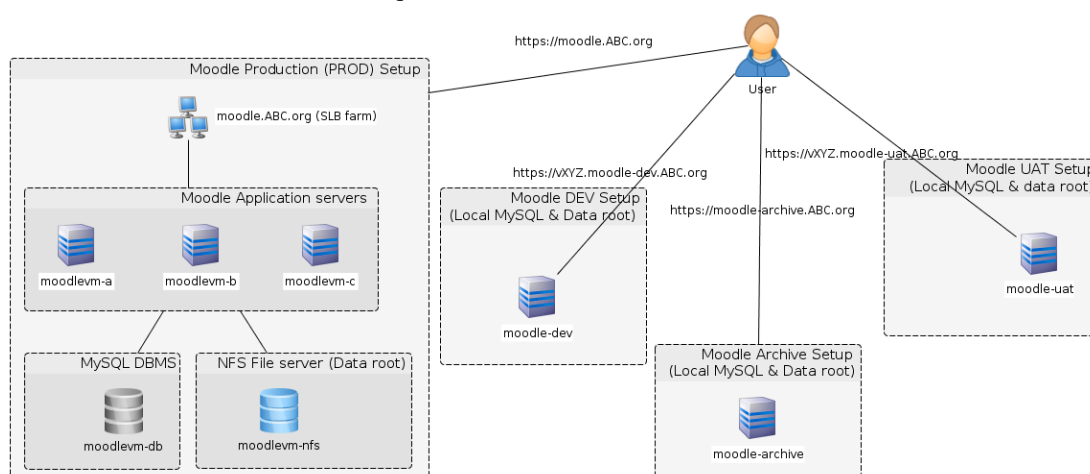 https://moodle.ABC.org
User
Moodle Production (PROD) Setup
moodle.ABC.org (SLB farm)
Moodle Application servers
moodlevm-a
moodlevm-b
moodlevm-c
MySQL DBMS
moodlevm-db
NFS File server (Data root)
moodlevm-nfs
https://vXYZ.moodle-dev.ABC.org
Moodle DEV Setup
(Local MySQL & Data root)
moodle-dev
https://moodle-archive.ABC.org
Moodle Archive Setup
(Local MySQL & Data root)
moodle-archive
https://vXYZ.moodle-uat.ABC.org
Moodle UAT Setup
(Local MySQL & data root)
moodle-uat